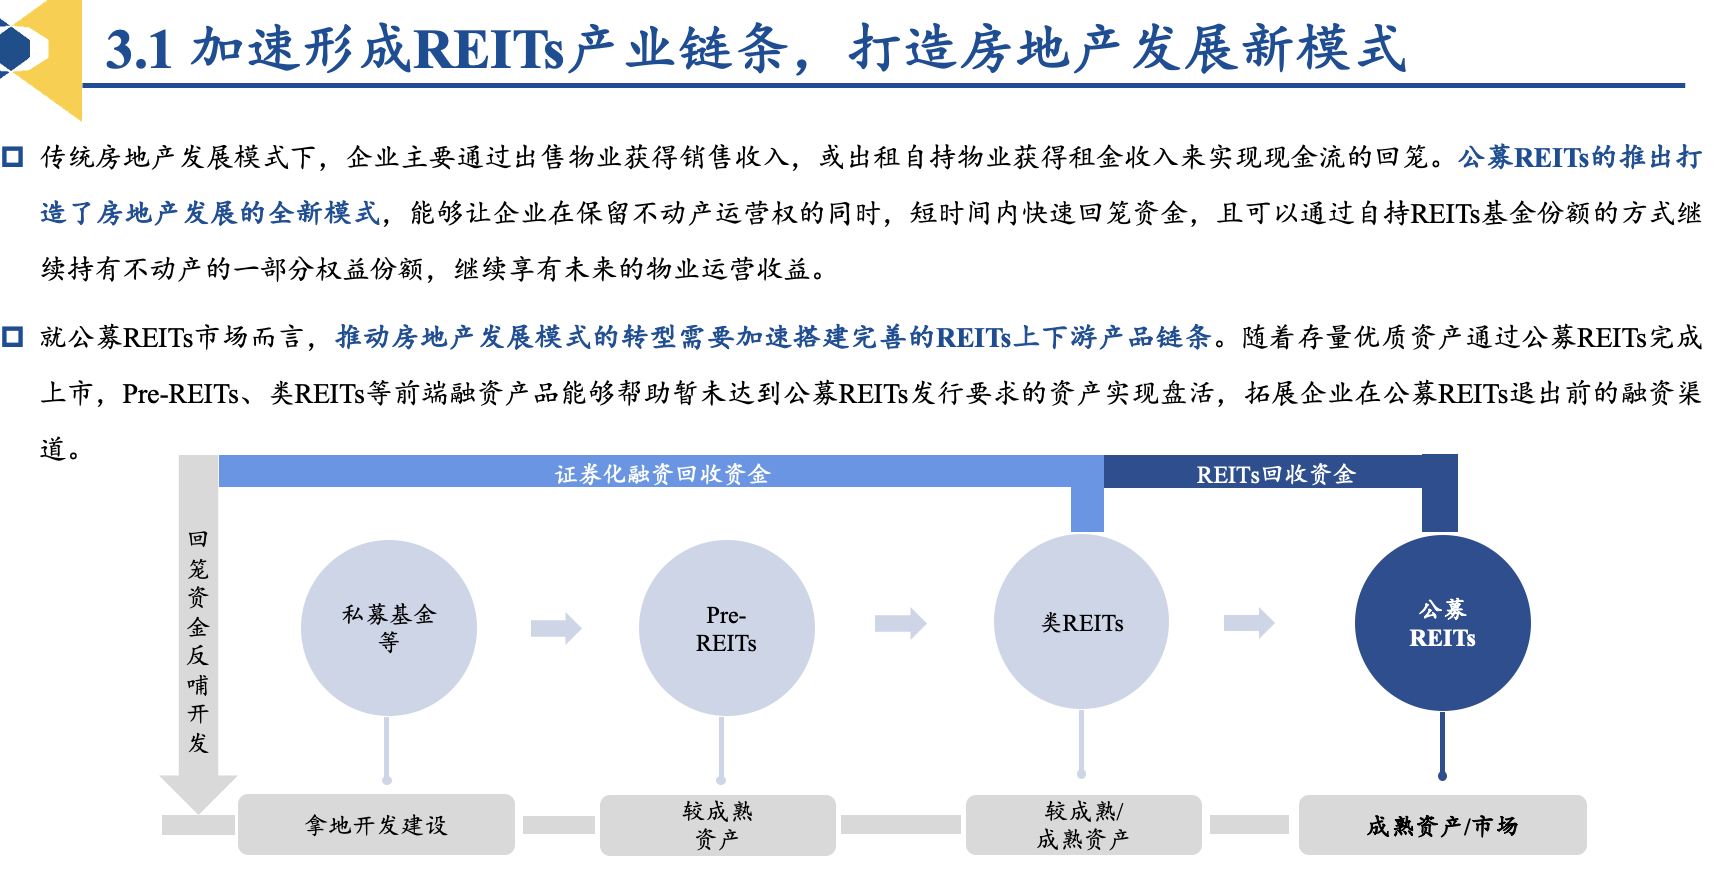 3.1 加速形成REITs产业链条，打造房地产发展新模式
传统房地产发展模式下，企业主要通过出售物业获得销售收入，或出租自持物业获得租金收入来实现现金流的回笼。公募REITs的推出打
造了房地产发展的全新模式，能够让企业在保留不动产运营权的同时，短时间内快速回笼资金，且可以通过自持REITs基金份额的方式继
续持有不动产的一部分权益份额，继续享有未来的物业运营收益。
就公募REITs市场而言，推动房地产发展模式的转型需要加速搭建完善的REITs上下游产品链条。随着存量优质资产通过公募REITs完成
上市，Pre-REITs、类REITs等前端融资产品能够帮助暂未达到公募REITs发行要求的资产实现盘活，拓展企业在公募REITs退出前的融资渠
道。
证券化融资回收资金
REITs回收资金
回笼资金反哺开发
私募基金
等
Pre-
REITs
类REITs
公募
REITs
拿地开发建设
较成熟
资产
较成熟/
成熟资产
成熟资产/市场